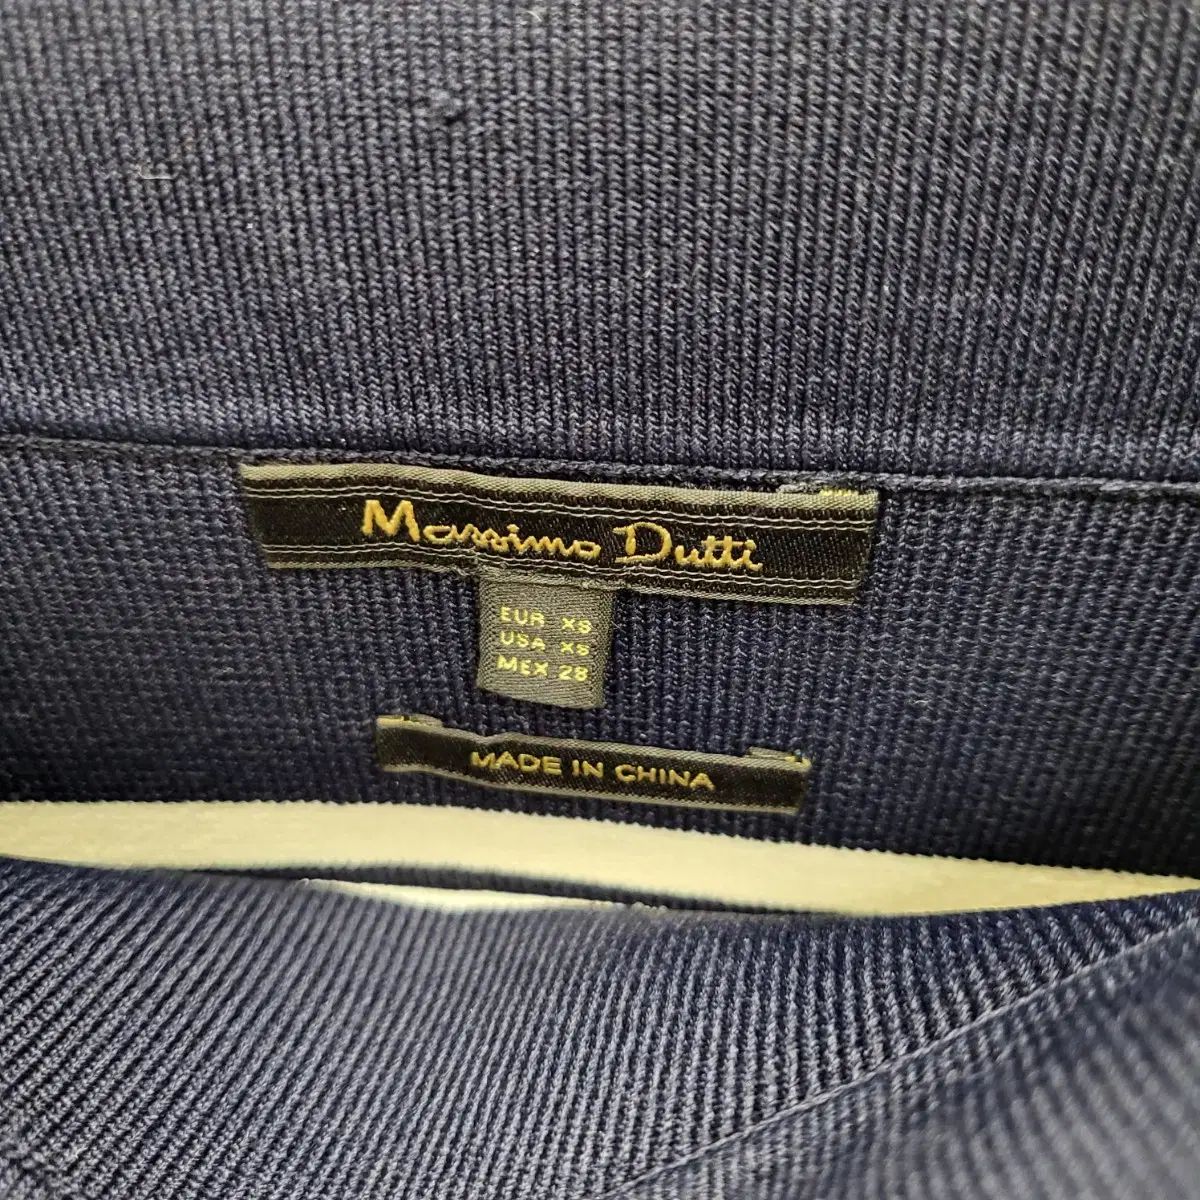 Massimo Dutti
EUR XS
USA XS
MEX 28
MADE IN CHINA